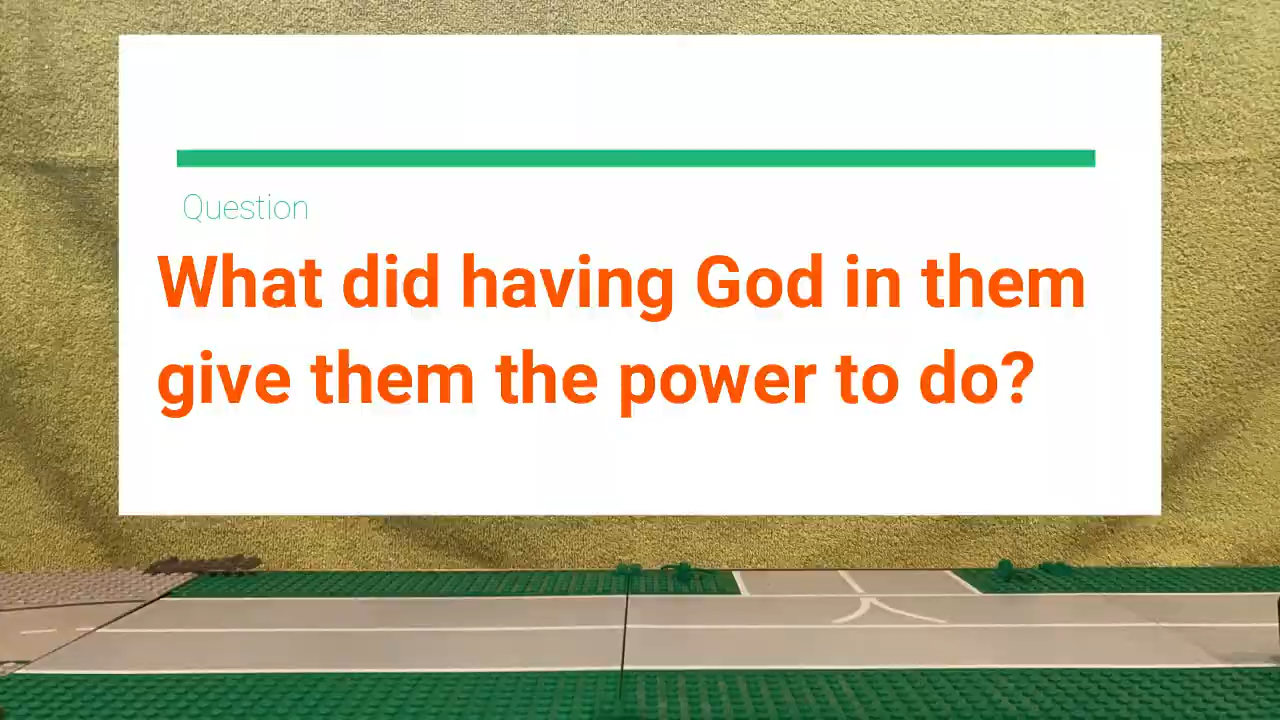 Question
What did having God in them
give them the power to do?